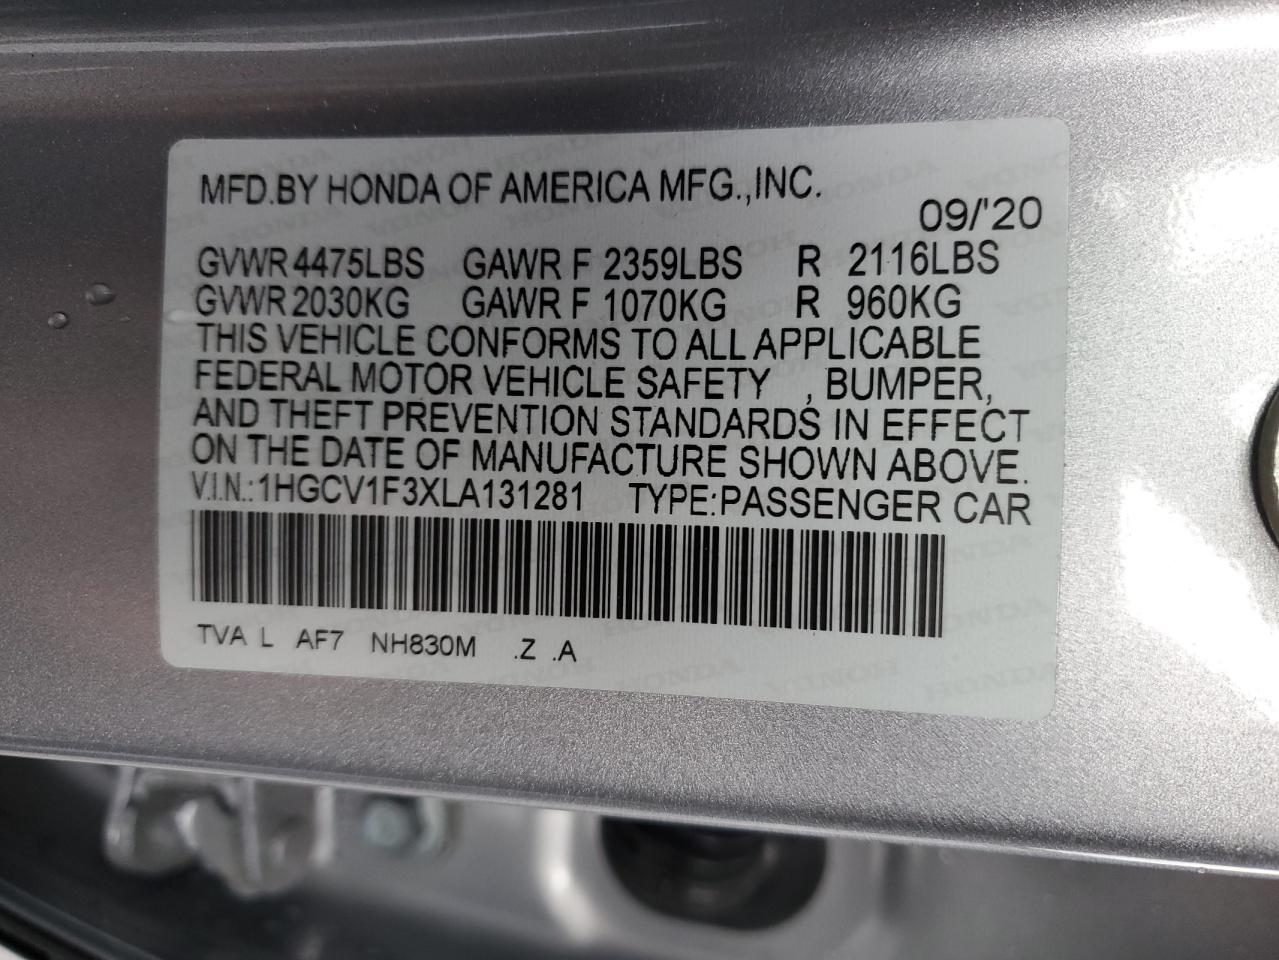 MFD.BY HONDA OF AMERICA MFG.,INC.
09/'20
GVWR 4475LBS GAWR F 2359LBS R 2116LBS
GVWR 2030KG GAWR F 1070KG R 960KG
THIS VEHICLE CONFORMS TO ALL APPLICABLE
FEDERAL MOTOR VEHICLE SAFETY , BUMPER,
AND THEFT PREVENTION STANDARDS IN EFFECT
ON THE DATE OF MANUFACTURE SHOWN ABOVE.
V.I.N.:1HGCV1F3XLA131281 TYPE:PASSENGER CAR
TVA L AF7 NH830M .Z .A